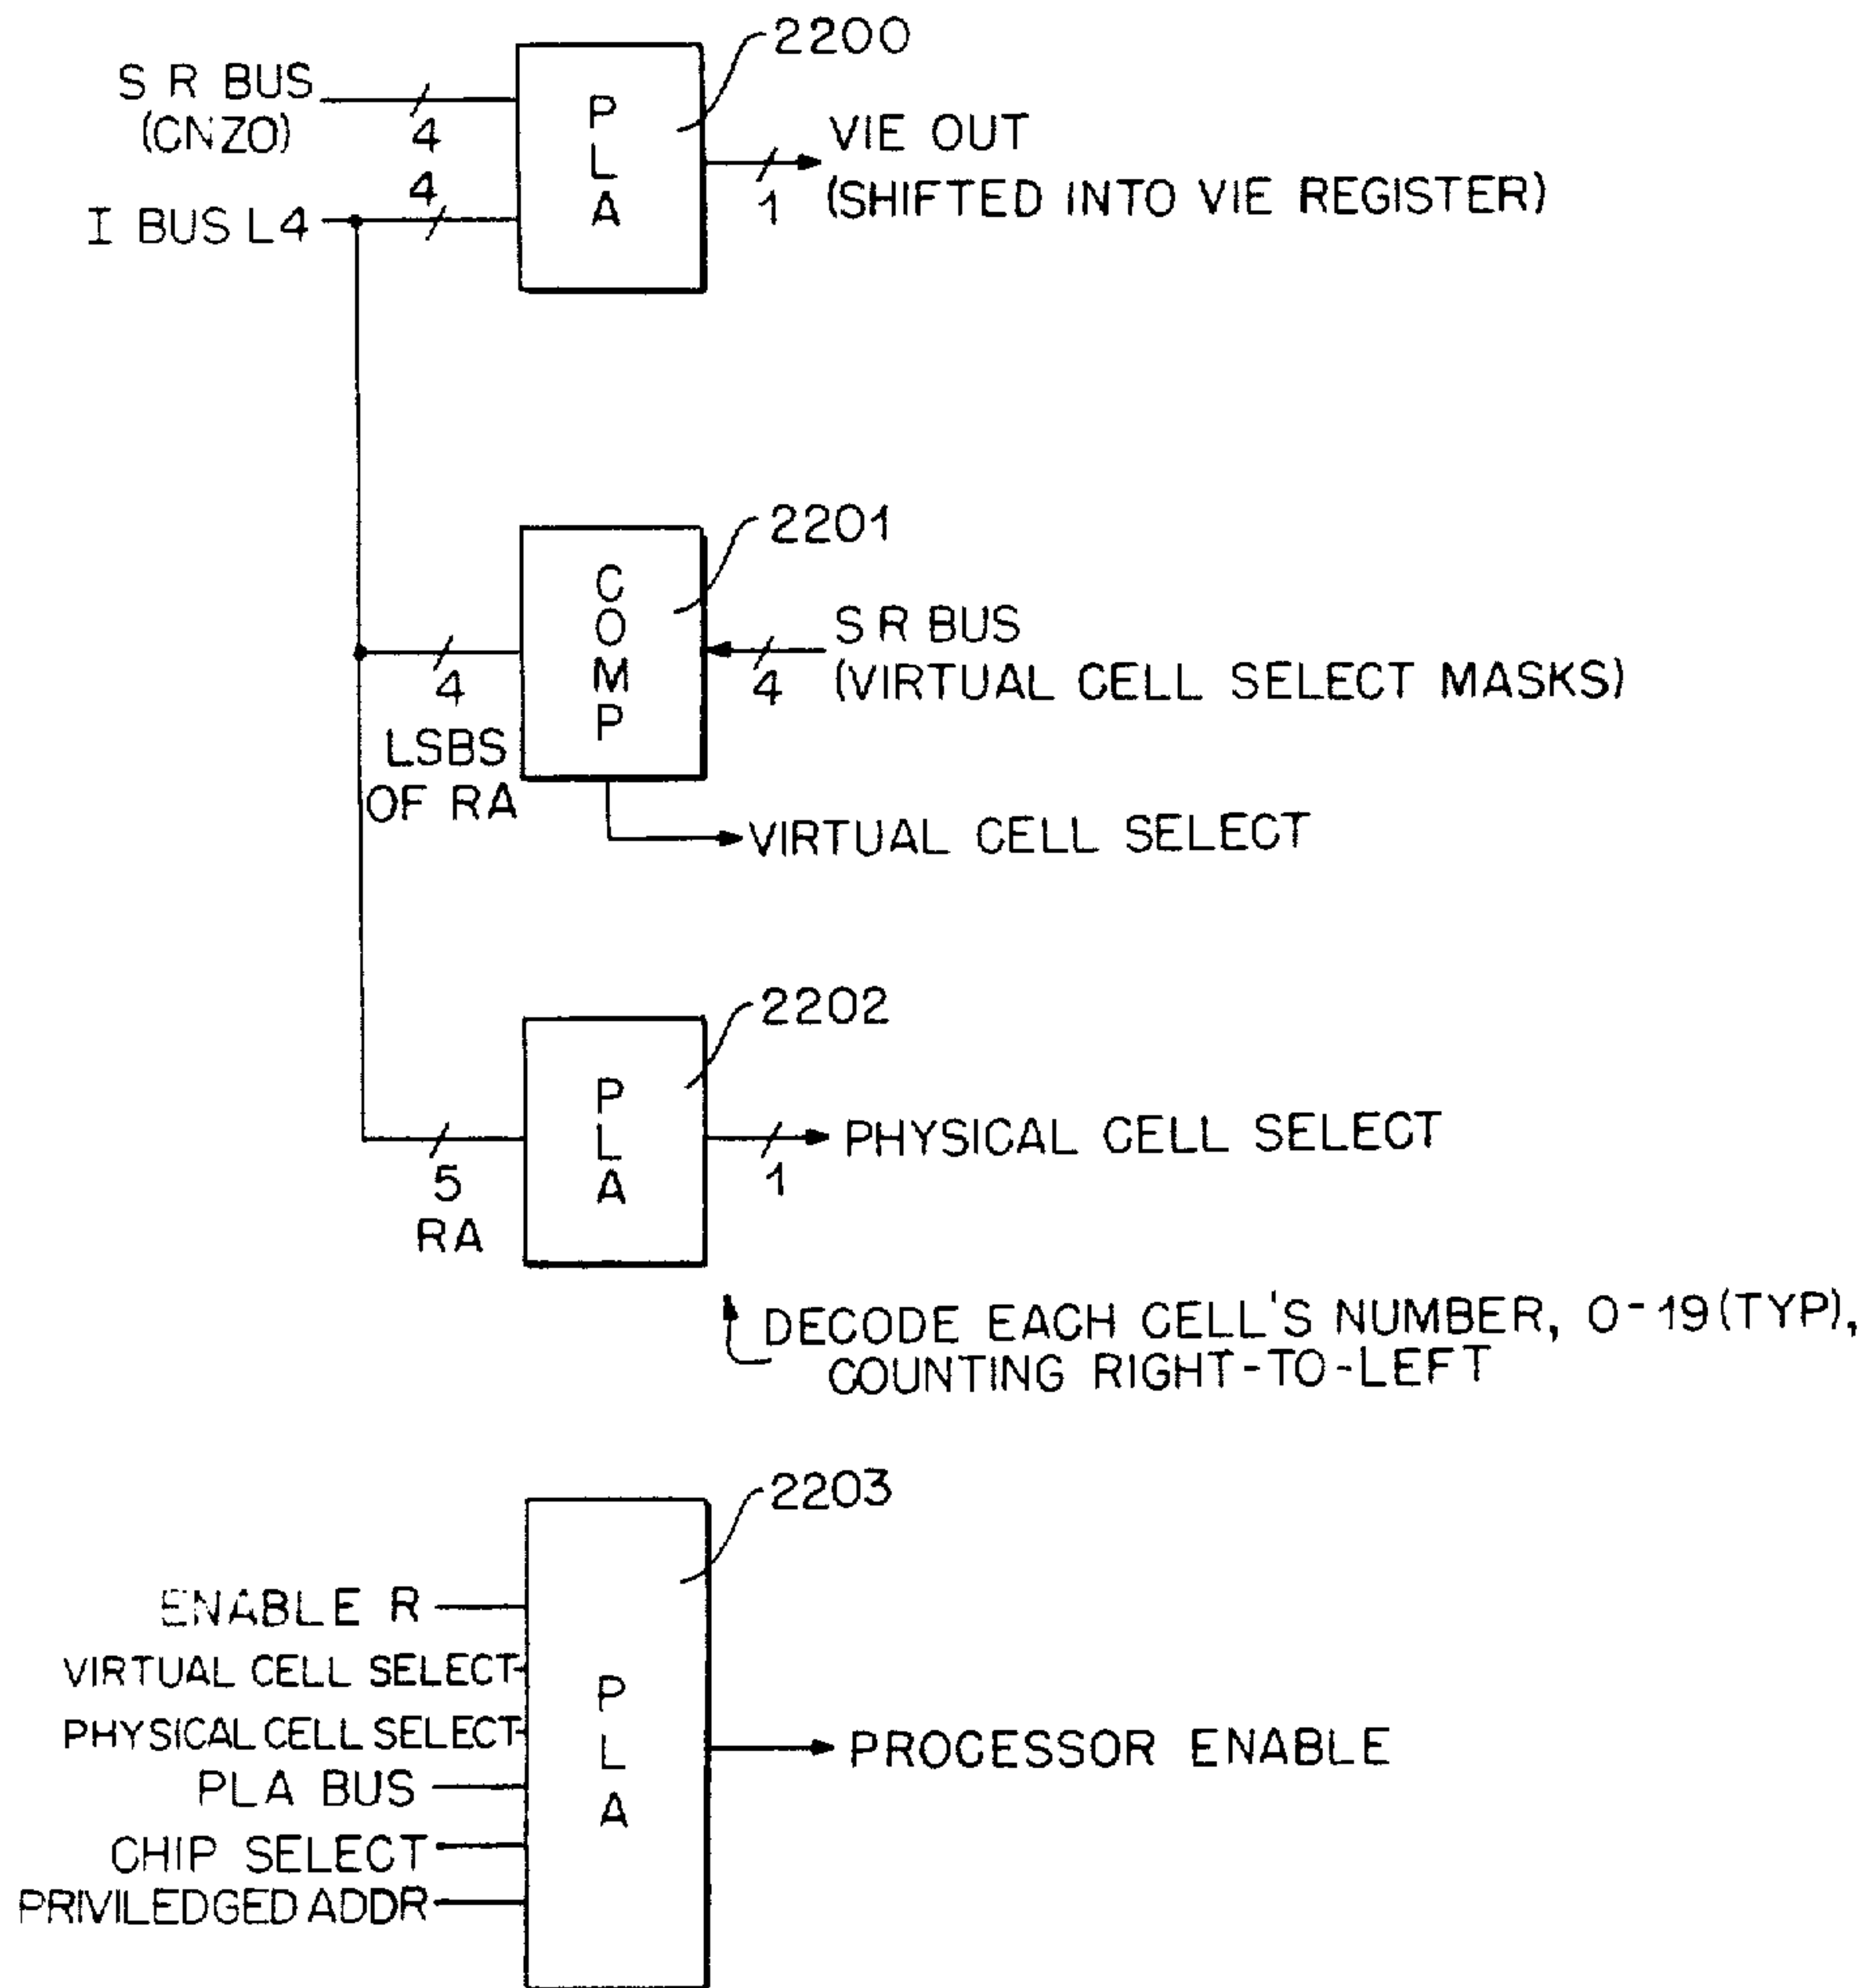 2200
S R BUS
(CNZO)
4
4
I BUS L4
P
L
A
1
VIE OUT
(SHIFTED INTO VIE REGISTER)
2201
C
O
M
P
4
LSBS
OF RA
4
S R BUS
(VIRTUAL CELL SELECT MASKS)
VIRTUAL CELL SELECT
2202
P
L
A
5
RA
1
PHYSICAL CELL SELECT
DECODE EACH CELL'S NUMBER, 0-19 (TYP),
COUNTING RIGHT-TO-LEFT
2203
ENABLE R
VIRTUAL CELL SELECT
PHYSICAL CELL SELECT
PLA BUS
CHIP SELECT
PRIVILEDGED ADDR
P
L
A
PROCESSOR ENABLE